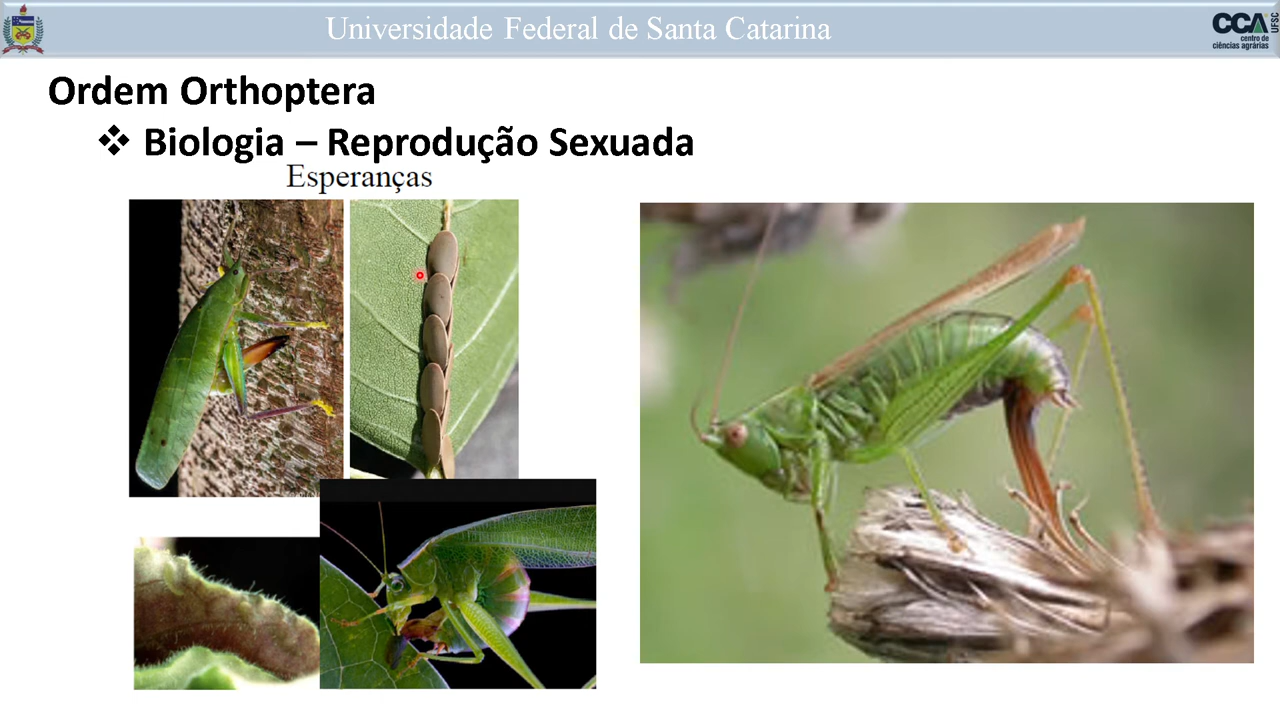 Universidade Federal de Santa Catarina
CCA
UFSC
centro de
ciências agrárias
Ordem Orthoptera
❖ Biologia – Reprodução Sexuada
Esperanças